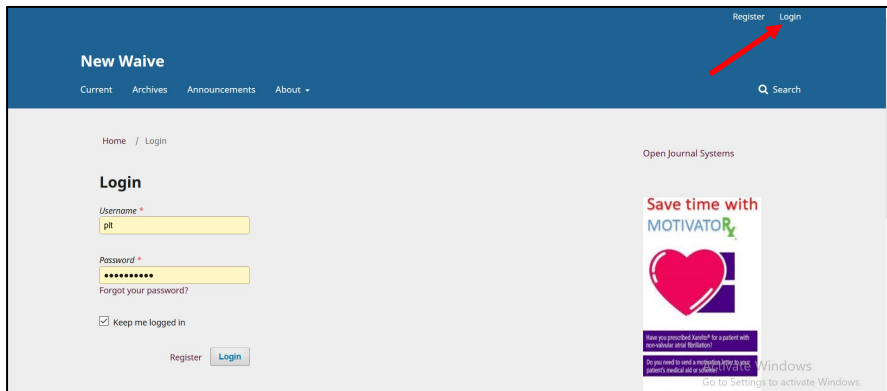 Register Login
New Waive
Current Archives Announcements About
Search
Home / Login
Open Journal Systems
Login
Username *
plt
Password *
••••••••••
Forgot your password?
Keep me logged in
Register Login
Save time with
MOTIVATORx
Have you prescribed Xarelto® for a patient with
non-valvular atrial fibrillation?
Do you need to send a motivation letter to your
patient's medical aid or scheme?
Activate Windows
Go to Settings to activate Windows.